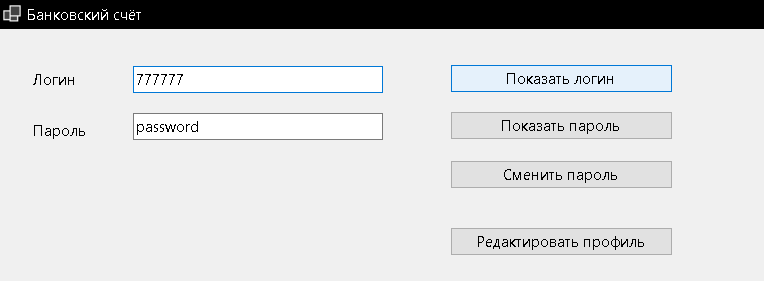 Банковский счёт
Логин 777777 Показать логин
Пароль password Показать пароль
Сменить пароль
Редактировать профиль